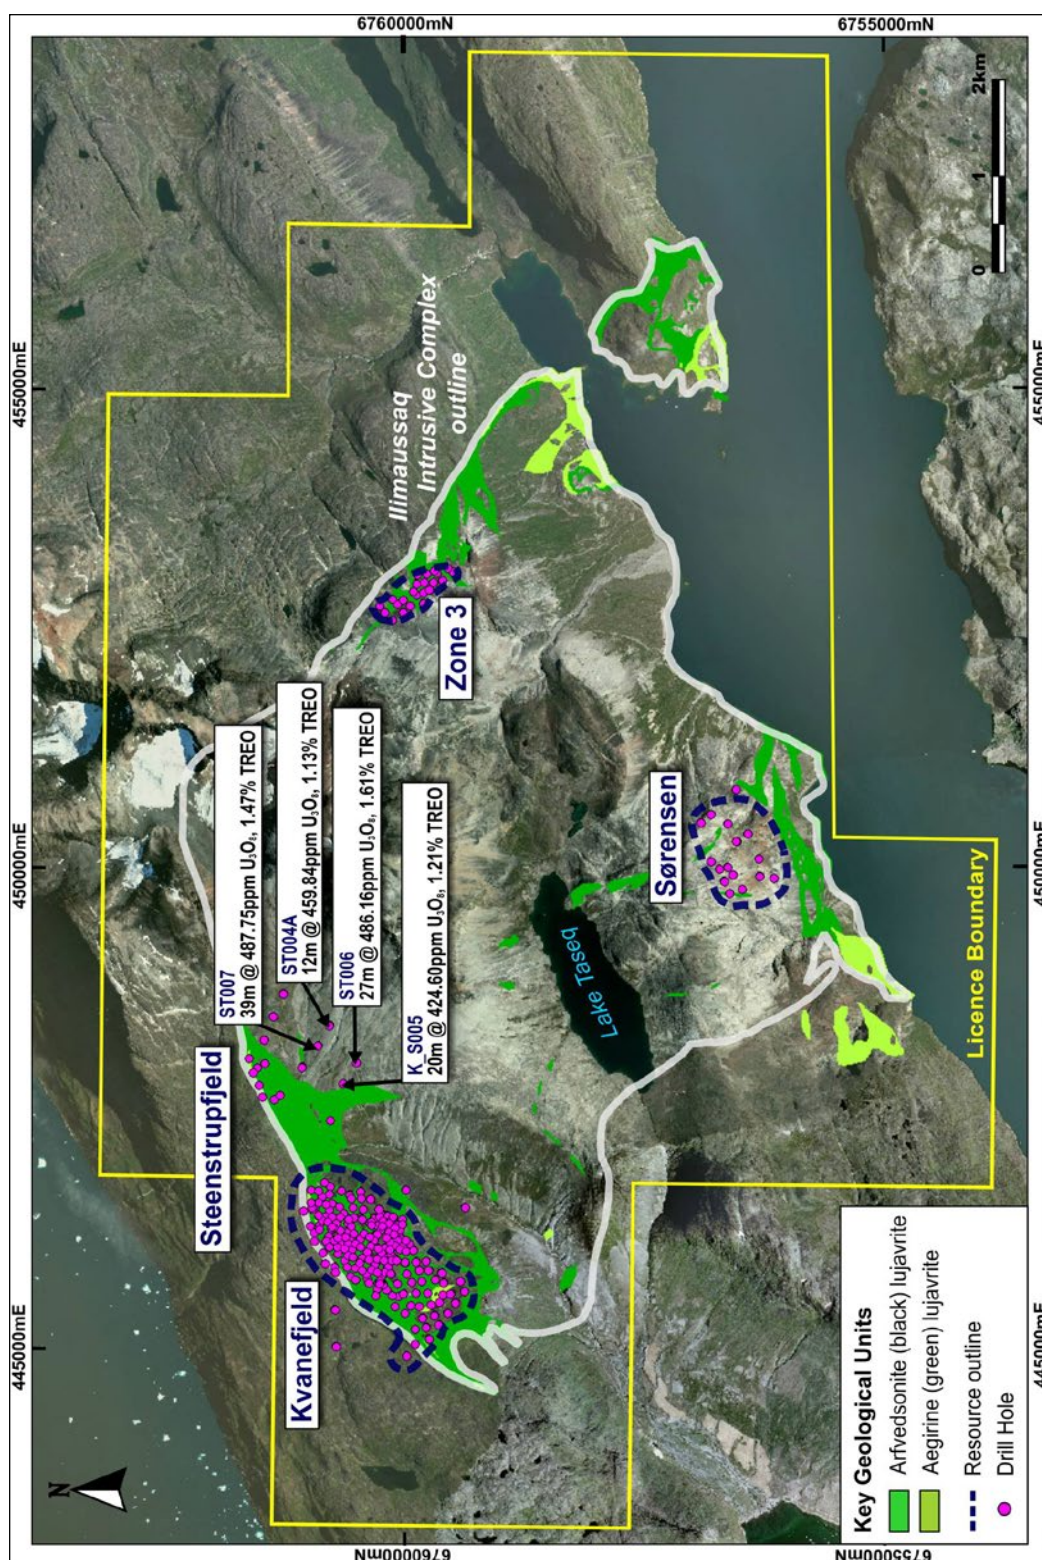 6760000mN
6755000mN
455000mE
455000mE
2km
1
0
Ilimaussaq
Intrusive Complex
outline
Zone 3
ST007
39m @ 487.75ppm U₃O₈, 1.47% TREO
ST004A
12m @ 459.84ppm U₃O₈, 1.13% TREO
ST006
27m @ 486.16ppm U₃O₈, 1.61% TREO
K_S005
20m @ 424.60ppm U₃O₈, 1.21% TREO
450000mE
450000mE
Sørensen
Lake Taseq
Licence Boundary
Steenstrupfjeld
Kvanefjeld
445000mE
445000mE
N
Key Geological Units
Arfvedsonite (black) lujavrite
Aegirine (green) lujavrite
Resource outline
Drill Hole
6760000mN
6755000mN